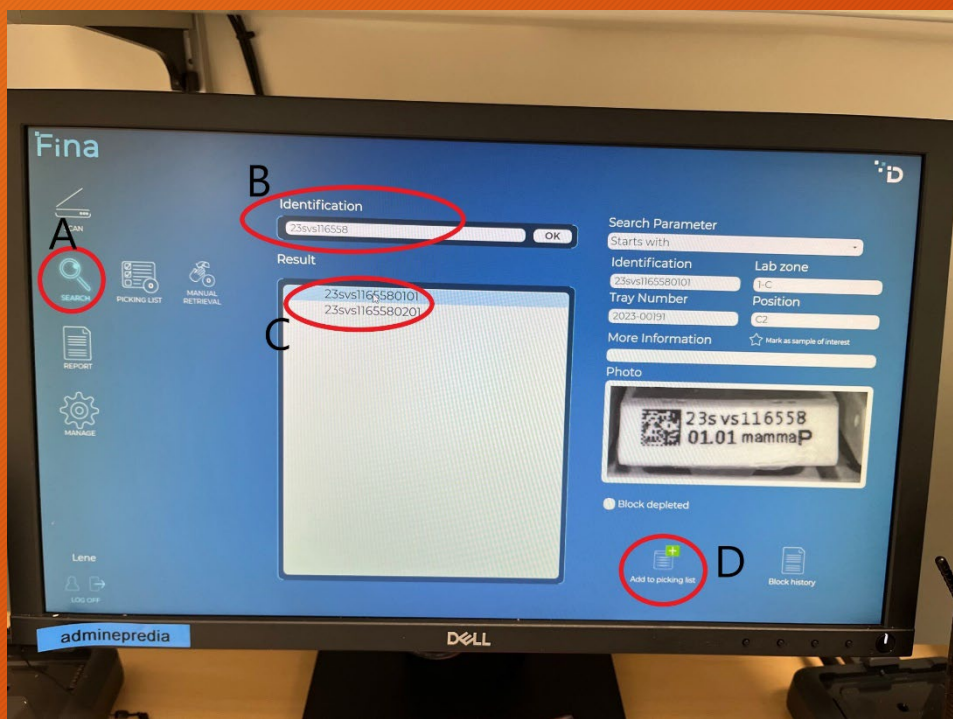 Fina
SCAN
A
SEARCH
PICKING LIST
MANUAL
RETRIEVAL
REPORT
MANAGE
Lene
LOG OFF
B
Identification
23svs116558
OK
Result
23svs1165580101
23svs1165580201
C
Search Parameter
Starts with
Identification
Lab zone
23svs1165580101
1-C
Tray Number
Position
2023-00191
C2
More Information
Mark as sample of interest
Photo
23svs116558
01.01 mammaP
Block depleted
Add to picking list
D
Block history
adminepredia
DELL